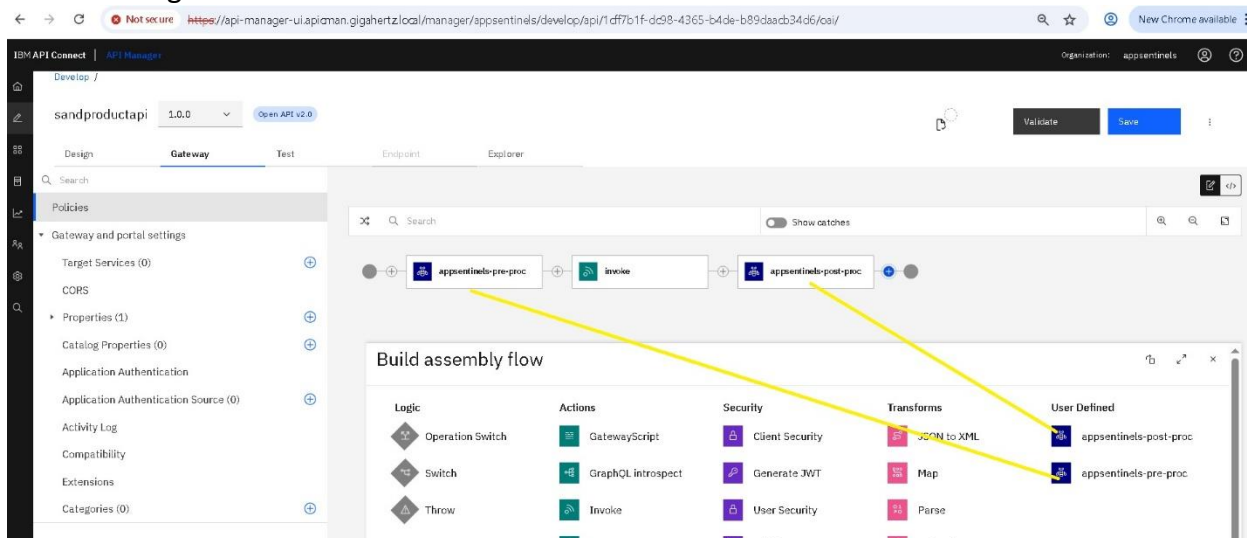 Not secure https://api-manager-ui.apicman.gigahertz.local/manager/appsentinels/develop/api/1dff7b1f-dc98-4365-b4de-b89daacb34d6/oai/ New Chrome available
IBM API Connect | API Manager Organization: appsentinels
Develop /
sandproductapi 1.0.0 Open API v2.0 Validate Save
Design Gateway Test Endpoint Explorer
Search
Policies
Search Show catches
Gateway and portal settings
Target Services (0)
appsentinels-pre-proc invoke appsentinels-post-proc
CORS
Properties (1)
Catalog Properties (0)
Build assembly flow
Application Authentication
Application Authentication Source (0)
Logic Actions Security Transforms User Defined
Activity Log
Operation Switch GatewayScript Client Security JSON to XML appsentinels-post-proc
Compatibility
Switch GraphQL introspect Generate JWT Map appsentinels-pre-proc
Extensions
Categories (0)
Throw Invoke User Security Parse